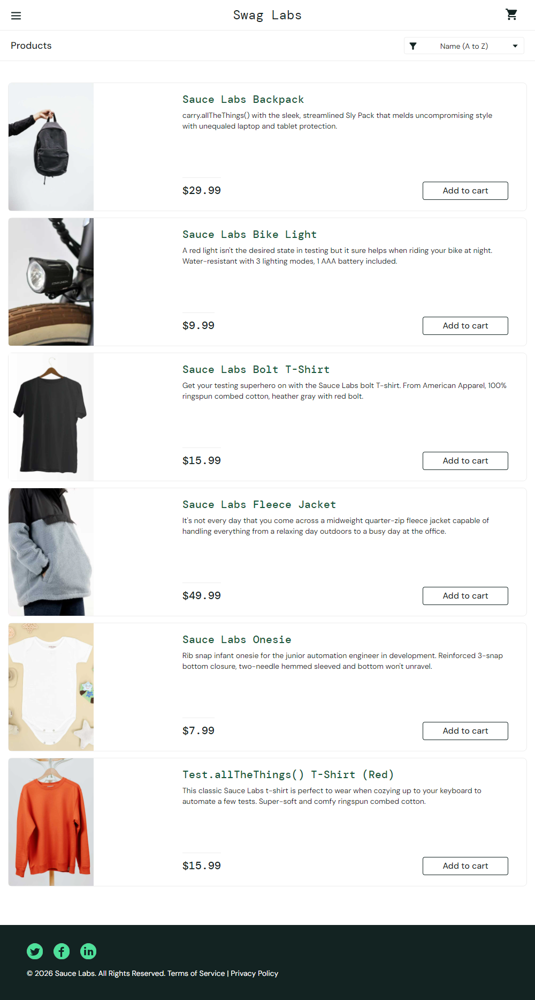 Swag Labs
Products
Name (A to Z)
Sauce Labs Backpack
carry.allTheThings() with the sleek, streamlined Sly Pack that melds uncompromising style
with unequaled laptop and tablet protection.
$29.99
Add to cart
Sauce Labs Bike Light
A red light isn't the desired state in testing but it sure helps when riding your bike at night.
Water-resistant with 3 lighting modes, 1 AAA battery included.
$9.99
Add to cart
Sauce Labs Bolt T-Shirt
Get your testing superhero on with the Sauce Labs bolt T-shirt. From American Apparel, 100%
ringspun combed cotton, heather gray with red bolt.
$15.99
Add to cart
Sauce Labs Fleece Jacket
It's not every day that you come across a midweight quarter-zip fleece jacket capable of
handling everything from a relaxing day outdoors to a busy day at the office.
$49.99
Add to cart
Sauce Labs Onesie
Rib snap infant onesie for the junior automation engineer in development. Reinforced 3-snap
bottom closure, two-needle hemmed sleeved and bottom won't unravel.
$7.99
Add to cart
Test.allTheThings() T-Shirt (Red)
This classic Sauce Labs t-shirt is perfect to wear when cozying up to your keyboard to
automate a few tests. Super-soft and comfy ringspun combed cotton.
$15.99
Add to cart
© 2026 Sauce Labs. All Rights Reserved. Terms of Service | Privacy Policy